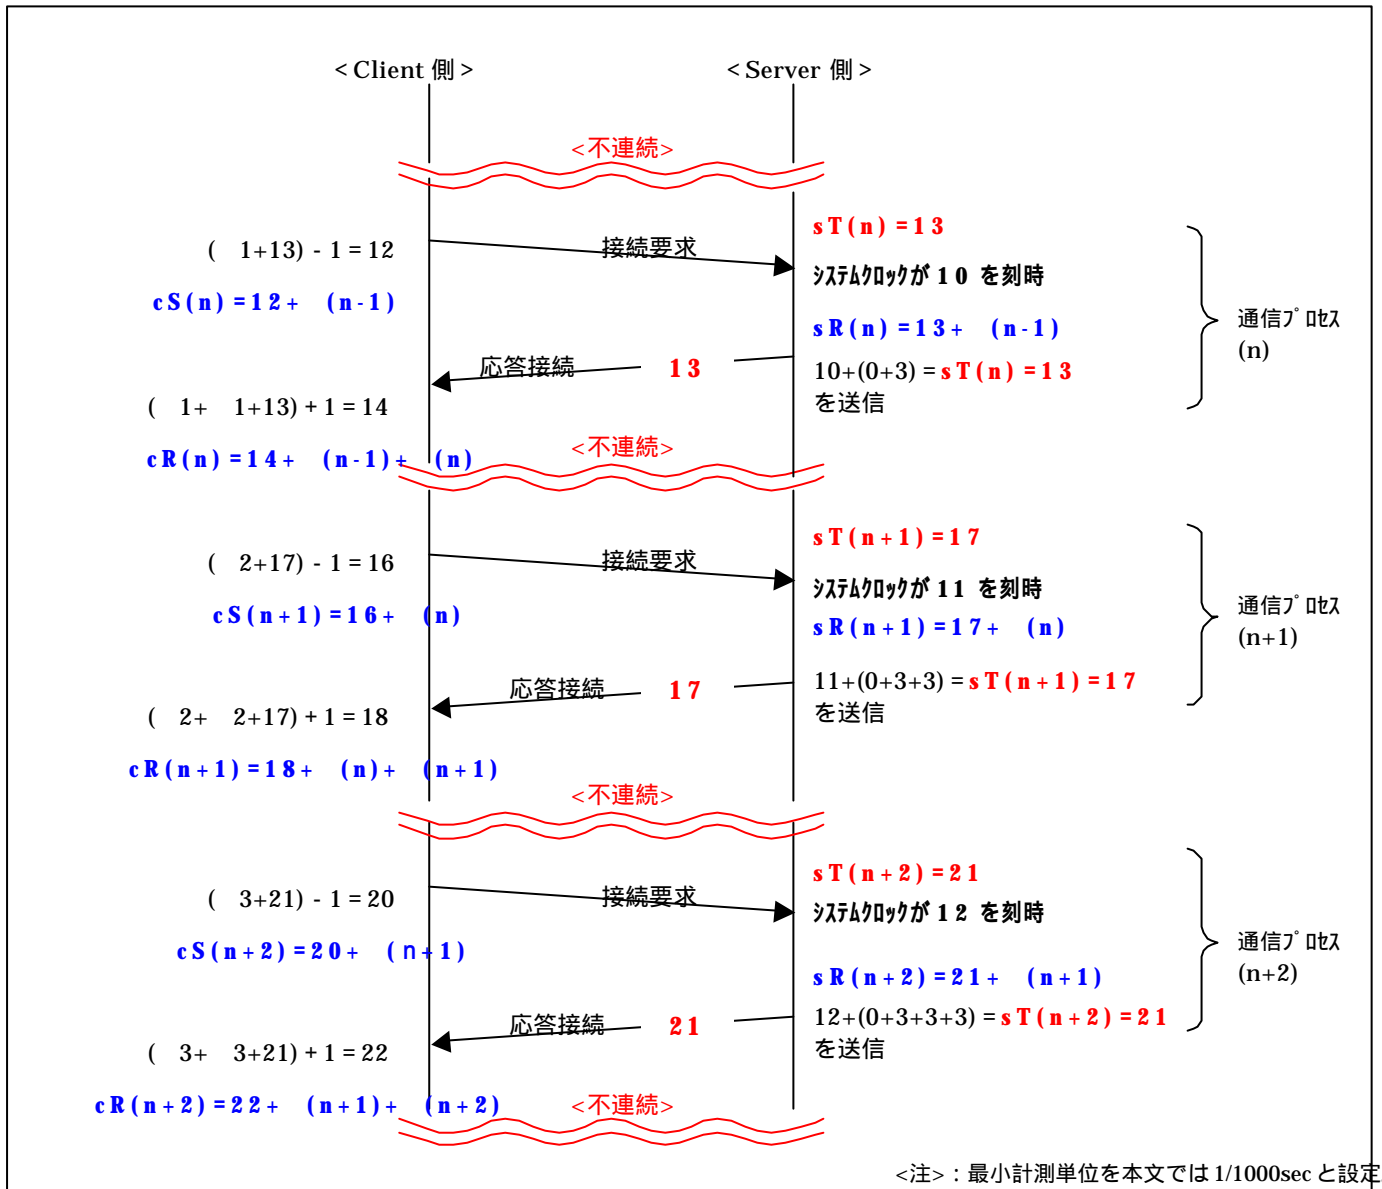 <Client 側>
<Server 側>
<不連続>
sT(n)=13
( 1+13) - 1 = 12
接続要求
ｼｽﾃﾑｸﾛｯｸが 10 を刻時
cS(n)=12+ (n-1)
sR(n)=13+ (n-1)
通信ﾌﾟﾛｾｽ
(n)
応答接続 13
10+(0+3) = sT(n)=13
を送信
( 1+ 1+13) + 1 = 14
cR(n)=14+ (n-1)+ (n)
<不連続>
sT(n+1)=17
( 2+17) - 1 = 16
接続要求
ｼｽﾃﾑｸﾛｯｸが 11 を刻時
cS(n+1)=16+ (n)
sR(n+1)=17+ (n)
通信ﾌﾟﾛｾｽ
(n+1)
応答接続 17
11+(0+3+3) = sT(n+1)=17
を送信
( 2+ 2+17) + 1 = 18
cR(n+1)=18+ (n)+ (n+1)
<不連続>
sT(n+2)=21
( 3+21) - 1 = 20
接続要求
ｼｽﾃﾑｸﾛｯｸが 12 を刻時
cS(n+2)=20+ (n+1)
sR(n+2)=21+ (n+1)
通信ﾌﾟﾛｾｽ
(n+2)
応答接続 21
12+(0+3+3+3) = sT(n+2)=21
を送信
( 3+ 3+21) + 1 = 22
cR(n+2)=22+ (n+1)+ (n+2)
<不連続>
<注>：最小計測単位を本文では 1/1000sec と設定